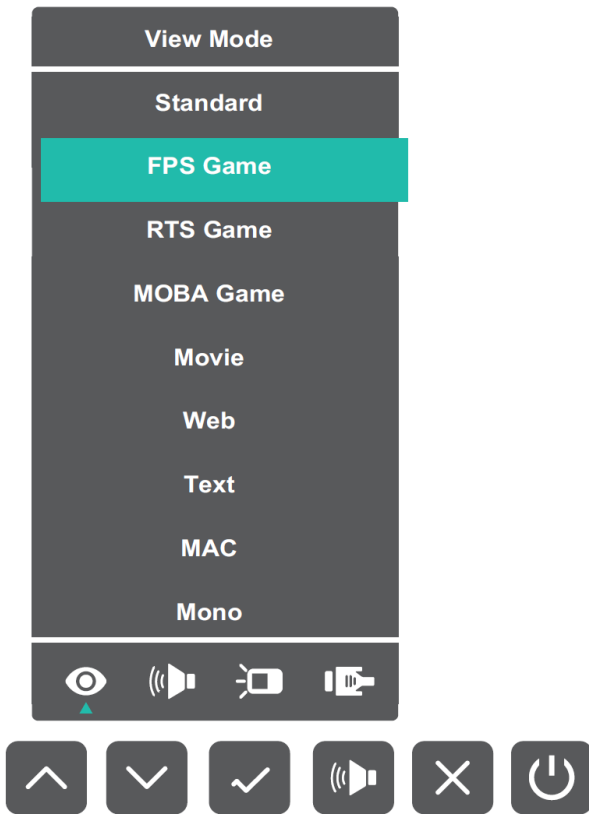 View Mode
Standard
FPS Game
RTS Game
MOBA Game
Movie
Web
Text
MAC
Mono